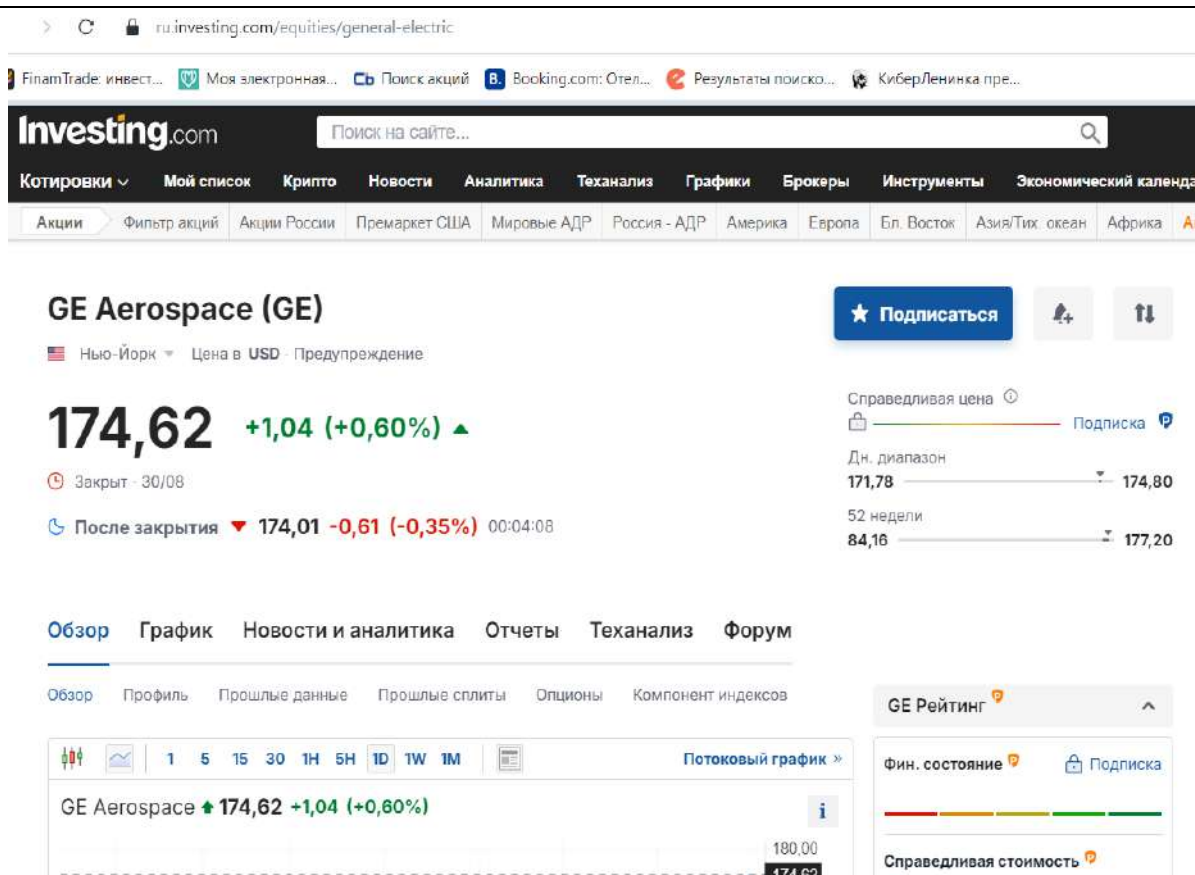 ru.investing.com/equities/general-electric
FinamTrade: инвест... Моя электронная... Сb Поиск акций B. Booking.com: Отел... Результаты поиско... КиберЛенинка пре...
Investing.com Поиск на сайте...
Котировки Мой список Крипто Новости Аналитика Теханализ Графики Брокеры Инструменты Экономический календа
Акции Фильтр акций Акции России Премаркет США Мировые АДР Россия - АДР Америка Европа Бл. Восток Азия/Тих. океан Африка
GE Aerospace (GE) Подписаться
Нью-Йорк Цена в USD · Предупреждение
Справедливая цена
174,62 +1,04 (+0,60%) Подписка
Дн. диапазон
Закрыт · 30/08 171,78 174,80
52 недели
После закрытия 174,01 -0,61 (-0,35%) 00:04:08
84,16 177,20
Обзор График Новости и аналитика Отчеты Теханализ Форум
Обзор Профиль Прошлые данные Прошлые сплиты Опционы Компонент индексов
GE Рейтинг
1 5 15 30 1H 5H 1D 1W 1M Потоковый график »
Фин. состояние Подписка
GE Aerospace 174,62 +1,04 (+0,60%) i
180,00
Справедливая стоимость
174,62